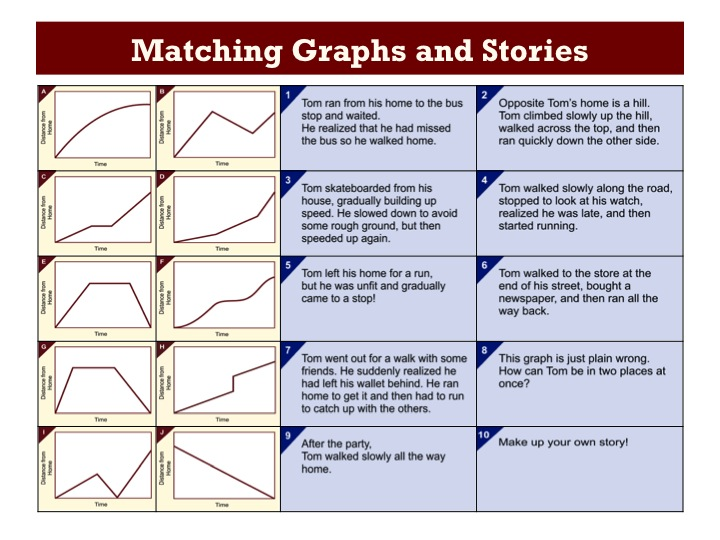 Matching Graphs and Stories
A
Distance from
Home
Time
B
Distance from
Home
Time
1
Tom ran from his home to the bus
stop and waited.
He realized that he had missed
the bus so he walked home.
2
Opposite Tom's home is a hill.
Tom climbed slowly up the hill,
walked across the top, and then
ran quickly down the other side.
C
Distance from
Home
Time
D
Distance from
Home
Time
3
Tom skateboarded from his
house, gradually building up
speed. He slowed down to avoid
some rough ground, but then
speeded up again.
4
Tom walked slowly along the road,
stopped to look at his watch,
realized he was late, and then
started running.
E
Distance from
Home
Time
F
Distance from
Home
Time
5
Tom left his home for a run,
but he was unfit and gradually
came to a stop!
6
Tom walked to the store at the
end of his street, bought a
newspaper, and then ran all the
way back.
G
Distance from
Home
Time
H
Distance from
Home
Time
7
Tom went out for a walk with some
friends. He suddenly realized he
had left his wallet behind. He ran
home to get it and then had to run
to catch up with the others.
8
This graph is just plain wrong.
How can Tom be in two places at
once?
I
Distance from
Home
Time
J
Distance from
Home
Time
9
After the party,
Tom walked slowly all the way
home.
10
Make up your own story!